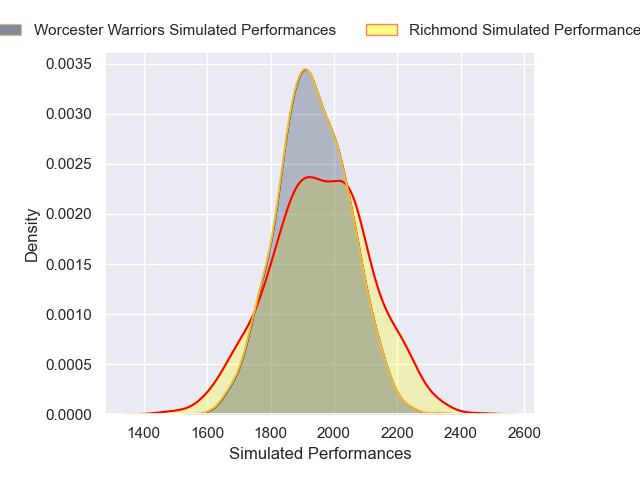 Worcester Warriors Simulated Performances Richmond Simulated Performance
0.0035
0.0030
0.0025
0.0020
0.0015
0.0010
0.0005
0.0000
Density
1400 1600 1800 2000 2200 2400 2600
Simulated Performances